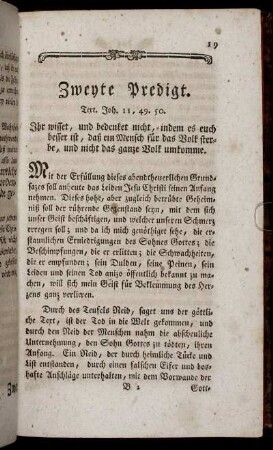 19
Zweyte Predigt.
Text. Joh. 11, 49. 50.
Ihr wisset, und bedenket nicht, indem es euch
besser ist, daß ein Mensch für das Volk ster-
be, und nicht das ganze Volk umkomme.
Mit der Erfüllung dieses abendtheuerlichen Grund-
satzes soll anheute das Leiden Jesu Christi seinen Anfang
nehmen. Dieses hohe, aber zugleich betrübte Geheim-
niß soll der rührende Gegenstand seyn, mit dem sich
unser Geist beschäftigen, und welcher unseren Schmerz
erregen soll; und da ich mich genöthiget sehe, die er-
staunlichen Erniedrigungen des Sohnes Gottes; die
Beschimpfungen, die er erlitten; die Schwachheiten,
die er empfunden; sein Dulden, seine Peinen, sein
Leiden und seinen Tod anizo öffentlich bekannt zu ma-
chen, will sich mein Geist für Beklemmung des Her-
zens ganz verlieren.
Durch des Teufels Neid, saget uns der göttli-
che Text, ist der Tod in die Welt gekommen, und
durch den Neid der Menschen nahm die abscheuliche
Unternehmung, den Sohn Gottes zu tödten, ihren
Anfang. Ein Neid, der durch heimliche Tücke und
List entstanden, durch einen falschen Eifer und bos-
hafte Anschläge unterhalten, mit dem Vorwande der
B 2
Gott-